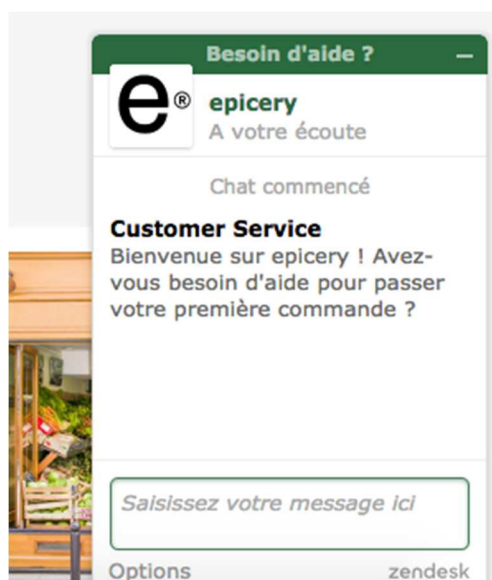 Besoin d'aide ?
e®
epicery
A votre écoute
Chat commencé
Customer Service
Bienvenue sur epicery ! Avez-
vous besoin d'aide pour passer
votre première commande ?
Saisissez votre message ici
Options
zendesk